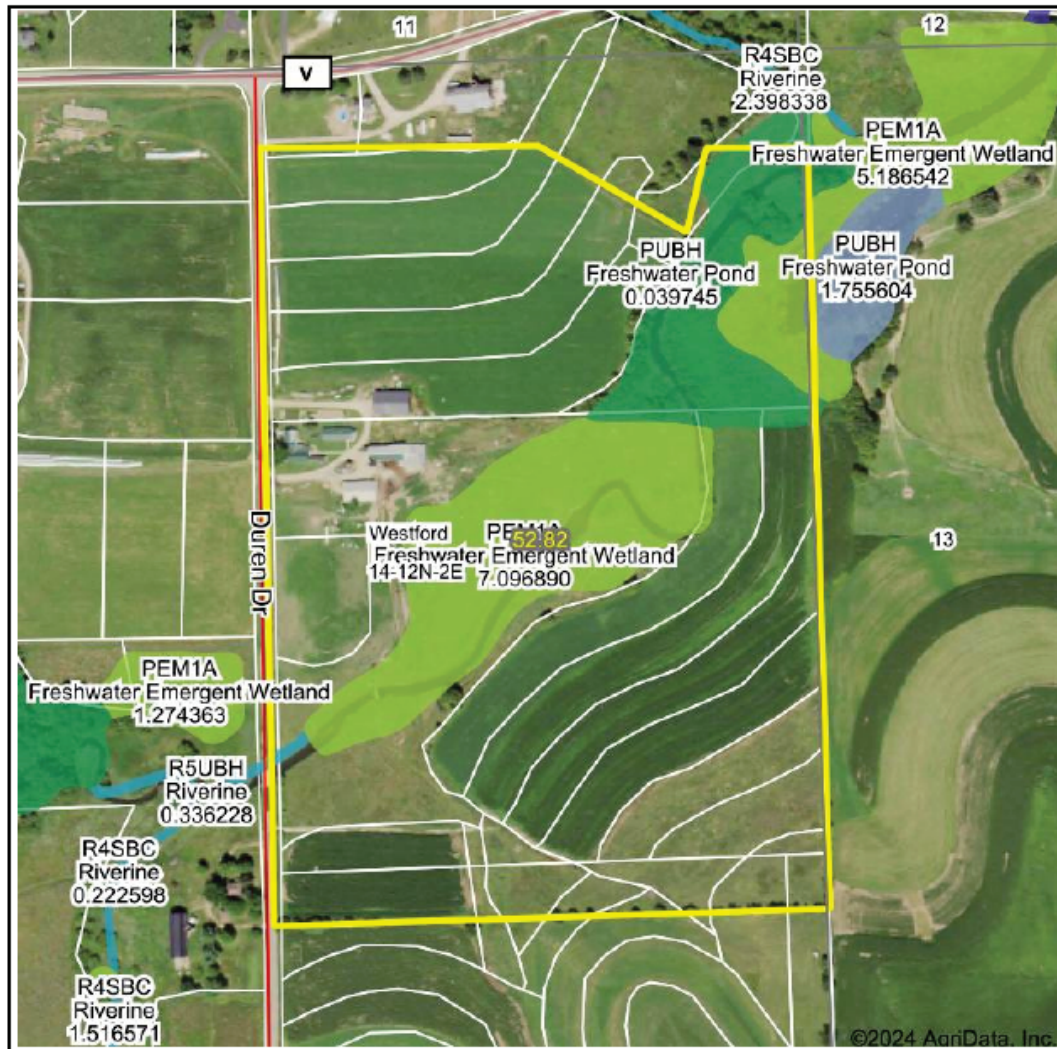 11
12
V
R4SBC
Riverine
2.398338
PEM1A
Freshwater Emergent Wetland
5.186542
PUBH
Freshwater Pond
0.039745
PUBH
Freshwater Pond
1.755604
Duren Dr
Westford
14-12N-2E
PEM1A
52.82
Freshwater Emergent Wetland
7.096890
13
PEM1A
Freshwater Emergent Wetland
1.274363
R5UBH
Riverine
0.336228
R4SBC
Riverine
0.222598
R4SBC
Riverine
1.516571
©2024 AgriData, Inc.